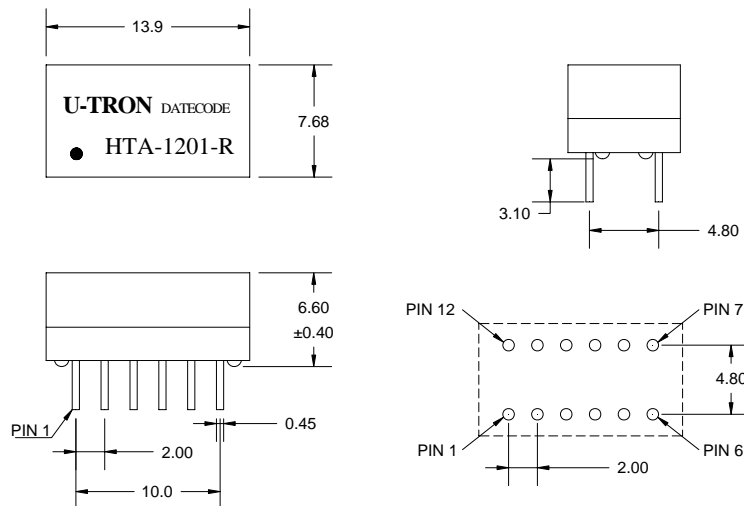 13.9
U-TRON DATECODE
HTA-1201-R
7.68
3.10
4.80
6.60
±0.40
PIN 1
0.45
2.00
10.0
PIN 12
PIN 7
4.80
PIN 1
PIN 6
2.00